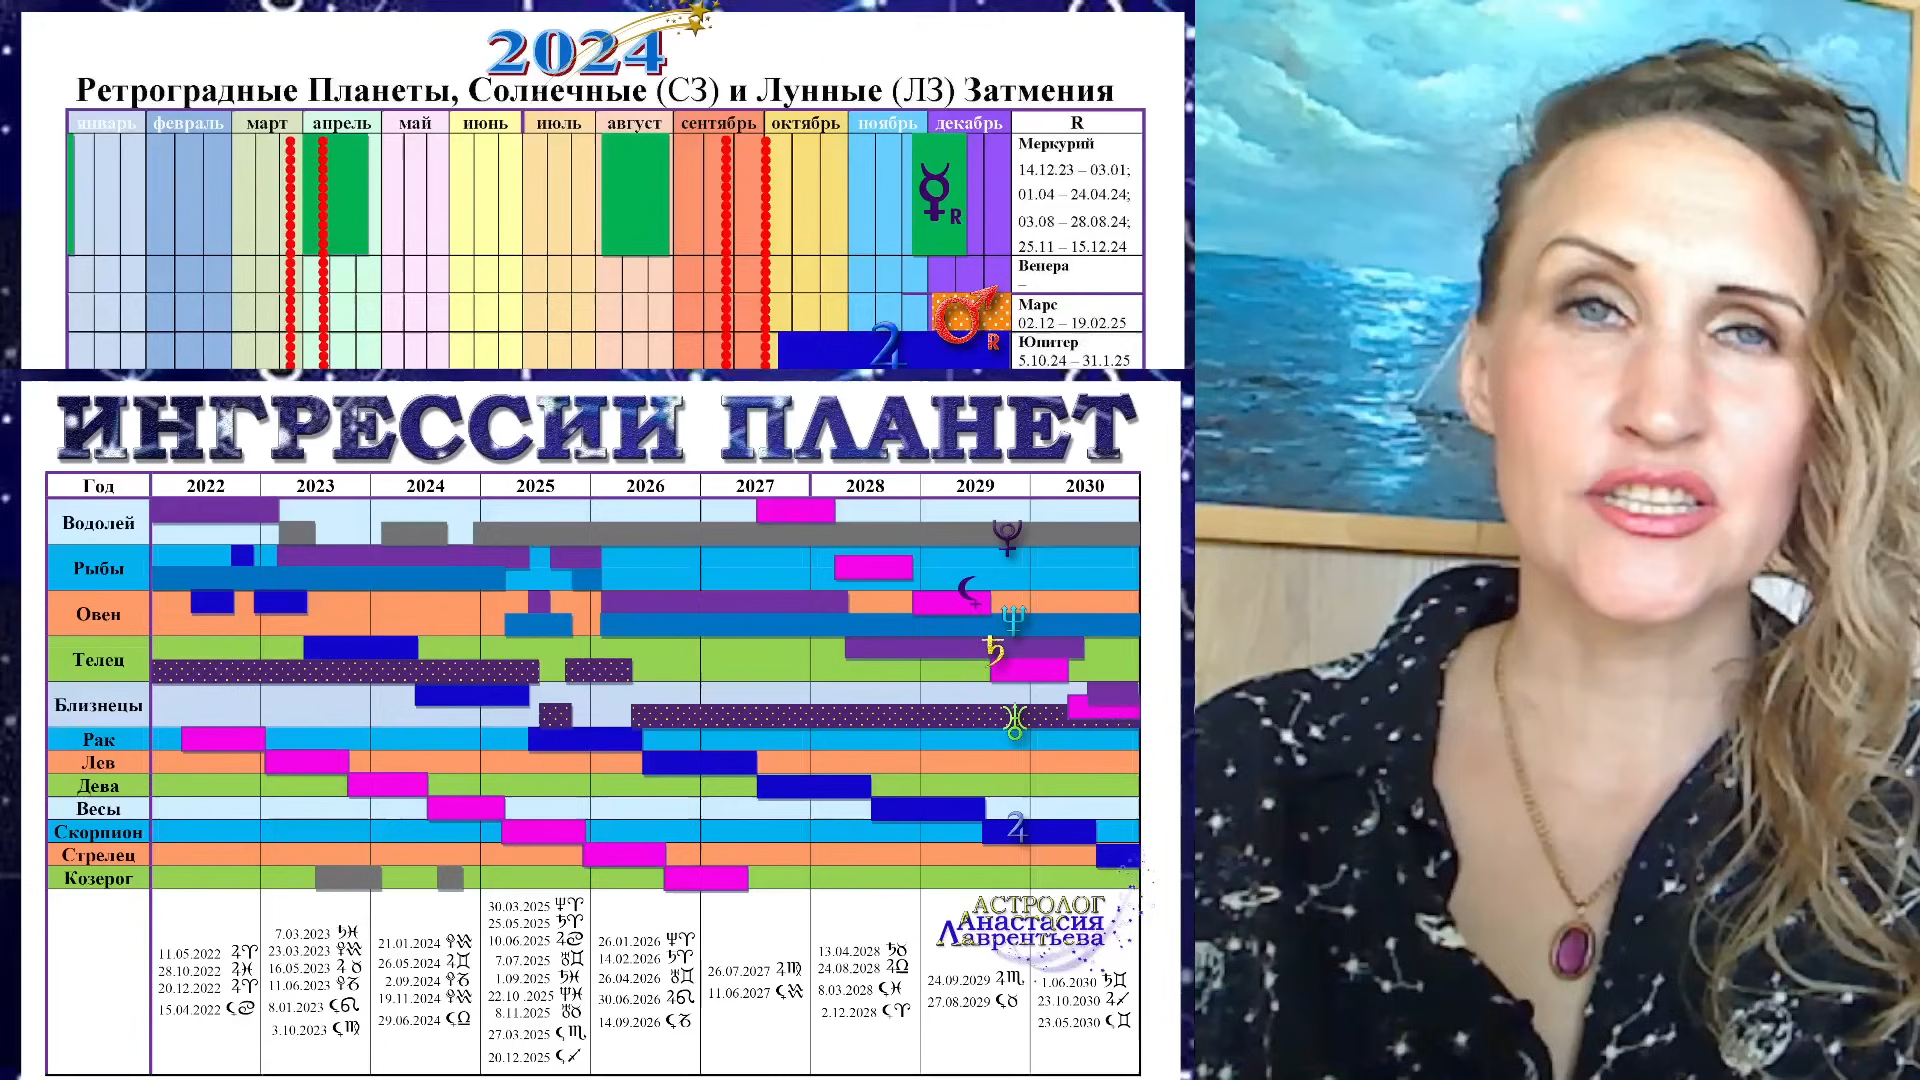 2024
Ретроградные Планеты, Солнечные (СЗ) и Лунные (ЛЗ) Затмения
январь февраль март апрель май июнь июль август сентябрь октябрь ноябрь декабрь R
Меркурий
14.12.23 – 03.01;
01.04 – 24.04.24;
03.08 – 28.08.24;
25.11 – 15.12.24
R
Венера
–
Марс
02.12 – 19.02.25
R
Юпитер
5.10.24 – 31.1.25
ИНГРЕССИИ ПЛАНЕТ
Год 2022 2023 2024 2025 2026 2027 2028 2029 2030
Водолей
Рыбы
Овен
Телец
Близнецы
Рак
Лев
Дева
Весы
Скорпион
Стрелец
Козерог
11.05.2022 ♃♈
28.10.2022 ♃♓
20.12.2022 ♃♈
15.04.2022 ⚸♋
7.03.2023 ♄♓
23.03.2023 ♇♒
16.05.2023 ♃♉
11.06.2023 ♇♑
8.01.2023 ⚸♌
3.10.2023 ⚸♍
21.01.2024 ♇♒
26.05.2024 ♃♊
2.09.2024 ♇♑
19.11.2024 ♇♒
29.06.2024 ⚸♎
30.03.2025 ♆♈
25.05.2025 ♄♈
10.06.2025 ♃♋
7.07.2025 ♅♊
1.09.2025 ♄♓
22.10.2025 ♆♓
8.11.2025 ♅♉
27.03.2025 ⚸♏
20.12.2025 ⚸♐
26.01.2026 ♆♈
14.02.2026 ♄♈
26.04.2026 ♅♊
30.06.2026 ♃♌
14.09.2026 ⚸♑
26.07.2027 ♃♍
11.06.2027 ⚸♒
13.04.2028 ♄♉
24.08.2028 ♃♎
8.03.2028 ⚸♓
2.12.2028 ⚸♈
24.09.2029 ♃♏
27.08.2029 ⚸♉
1.06.2030 ♄♊
23.10.2030 ♃♐
23.05.2030 ⚸♊
АСТРОЛОГ
Анастасия
Лаврентьева